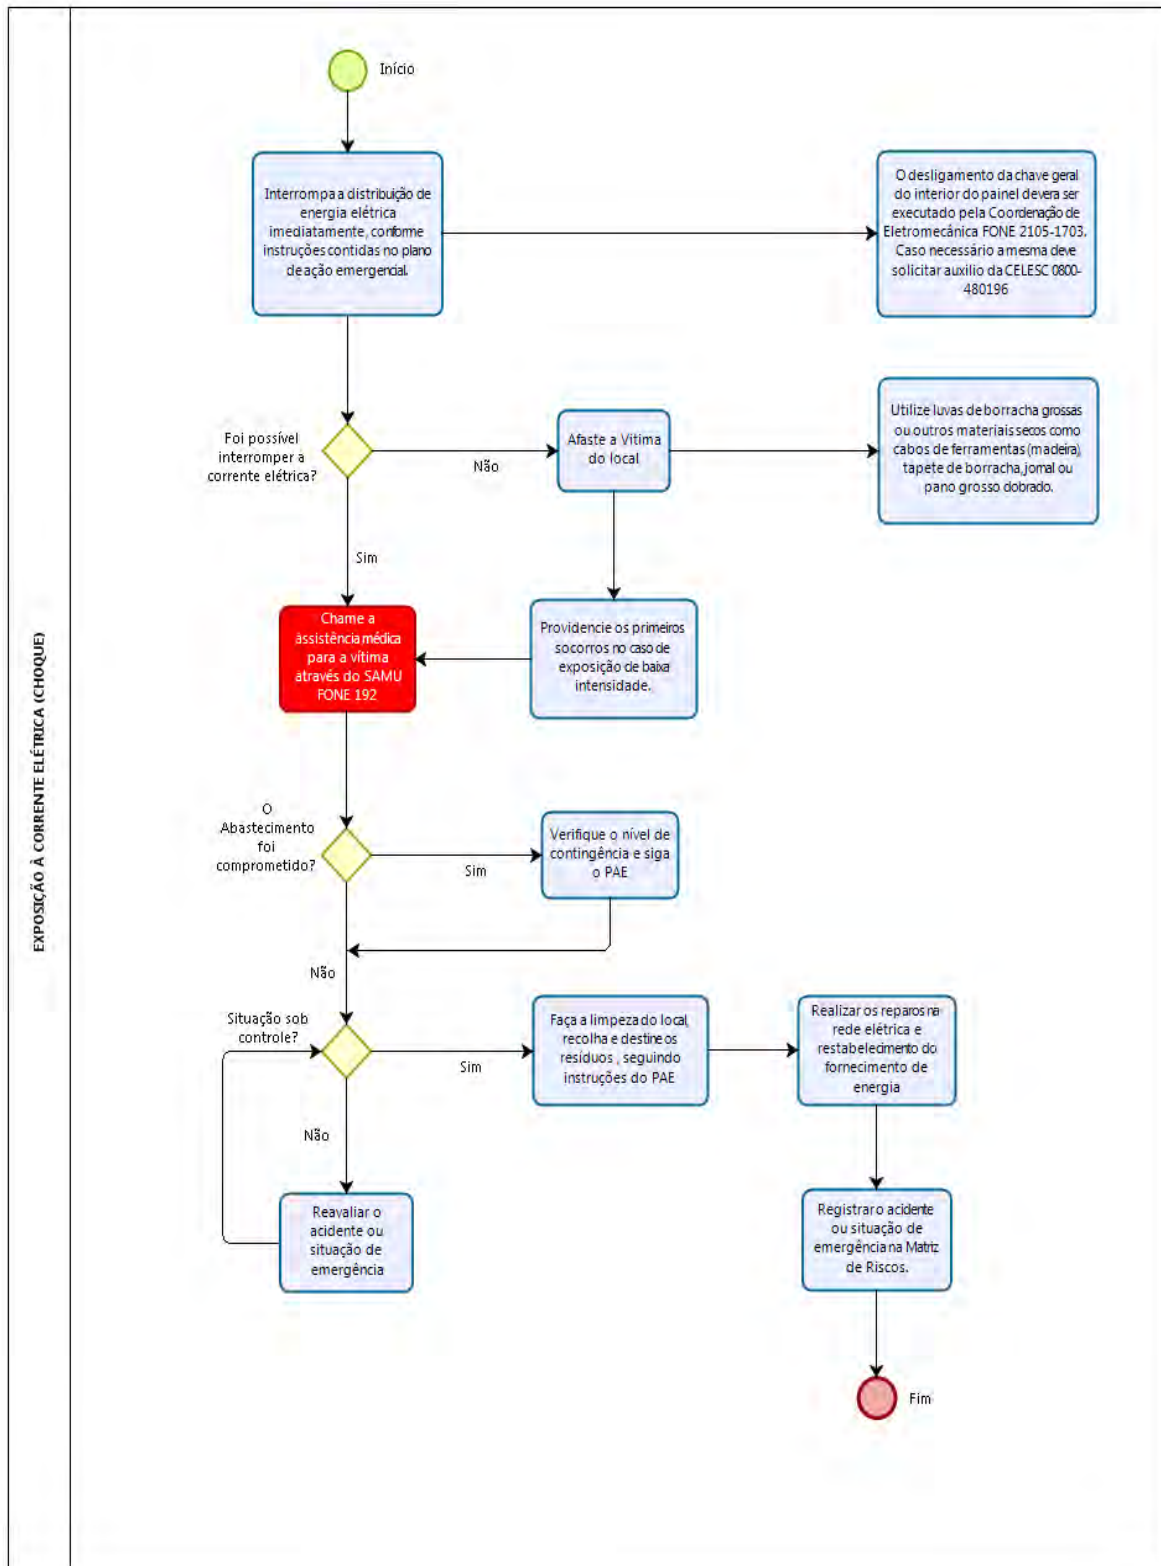 EXPOSIÇÃO À CORRENTE ELÉTRICA (CHOQUE)
Início
Interrompa a distribuição de
energia elétrica
imediatamente, conforme
instruções contidas no plano
de ação emergencial.
O desligamento da chave geral
do interior do painel devera ser
executado pela Coordenação de
Eletromecánica FONE 2105-1703.
Caso necessário a mesma deve
solicitar auxilio da CELESC 0800-
480196
Foi possível
interromper a
corrente elétrica?
Não
Sim
Afaste a Vitima
do local
Utilize luvas de borracha grossas
ou outros materiais secos como
cabos de ferramentas (madeira),
tapete de borracha, jornal ou
pano grosso dobrado.
Chame a
assistência médica
para a vítima
através do SAMU
FONE 192
Providencie os primeiros
socorros no caso de
exposição de baixa
intensidade.
O
Abastecimento
foi
comprometido?
Sim
Verifique o nível de
contingência e siga
o PAE
Não
Situação sob
controle?
Sim
Faça a limpeza do local,
recolha e destine os
resíduos , seguindo
instruções do PAE
Realizar os reparos na
rede elétrica e
restabelecimento do
fornecimento de
energia
Não
Reavaliar o
acidente ou
situação de
emergência
Registrar o acidente
ou situação de
emergência na Matriz
de Riscos.
Fim